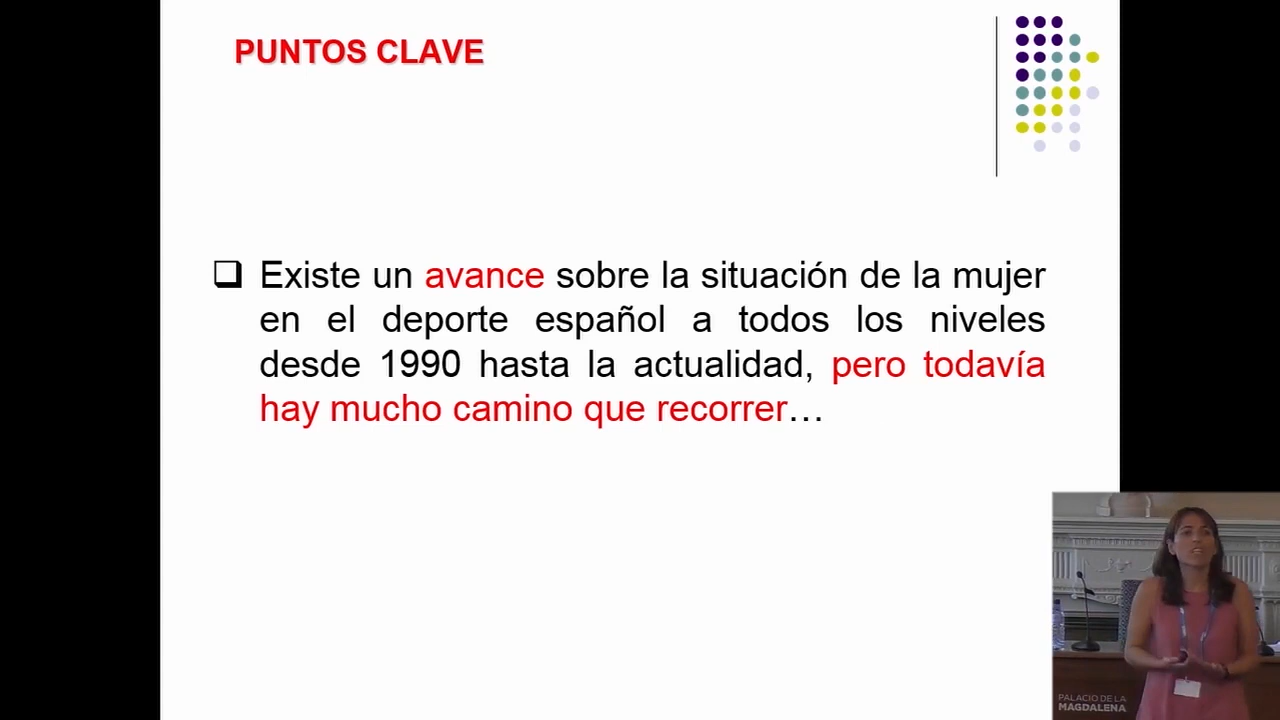 PUNTOS CLAVE
❑ Existe un avance sobre la situación de la mujer
en el deporte español a todos los niveles
desde 1990 hasta la actualidad, pero todavía
hay mucho camino que recorrer…
PALACIO DE LA
MAGDALENA